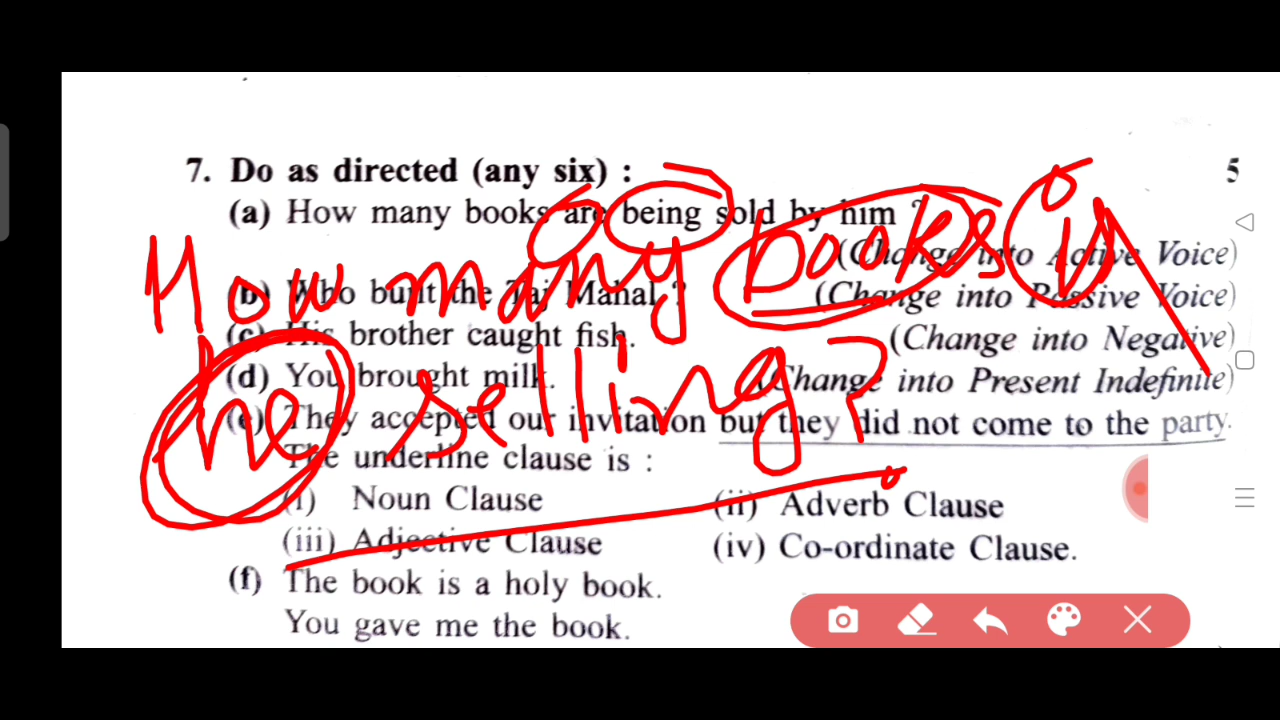 7. Do as directed (any six) : 5
(a) How many books are being sold by him ?
(Change into Active Voice)
How many books is
(b) Who built the Taj Mahal ? (Change into Passive Voice)
(c) His brother caught fish. (Change into Negative)
he selling?
(d) You brought milk. (Change into Present Indefinite)
(e) They accepted our invitation but they did not come to the party.
The underline clause is :
(i) Noun Clause (ii) Adverb Clause
(iii) Adjective Clause (iv) Co-ordinate Clause.
(f) The book is a holy book.
You gave me the book.